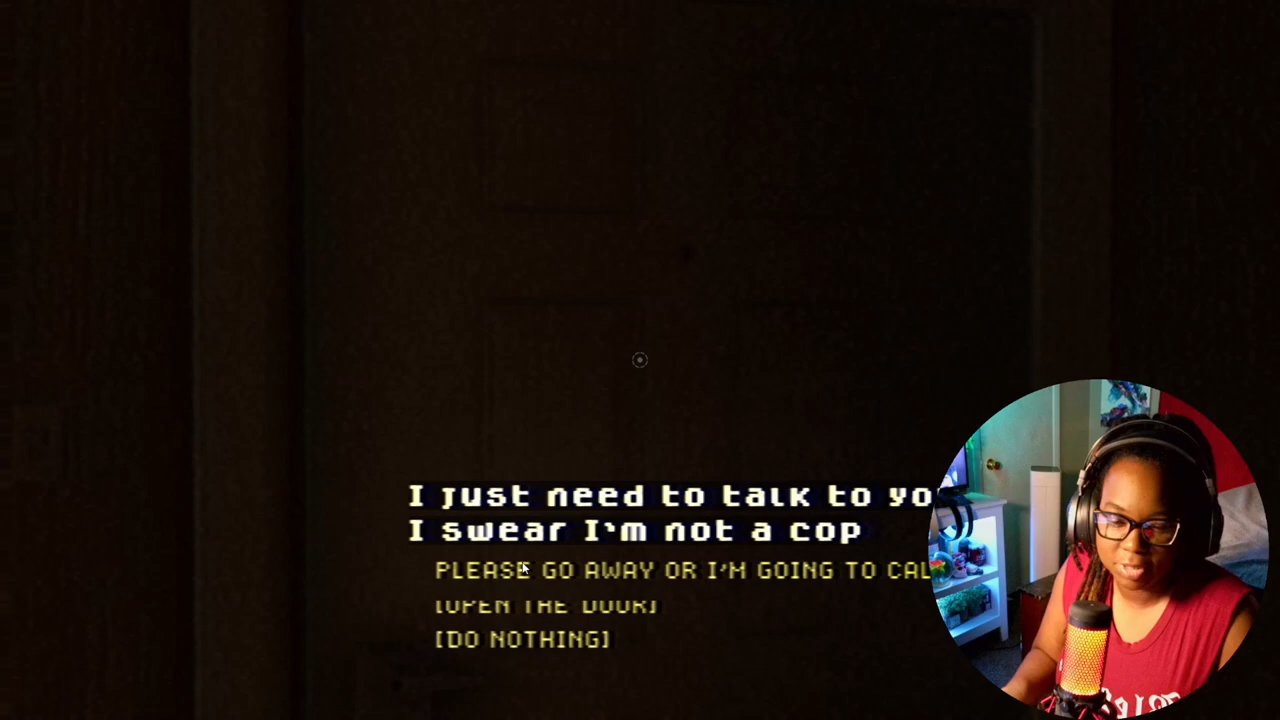 I just need to talk to yo
I swear I'm not a cop
PLEASE GO AWAY OR I'M GOING TO CAL
[OPEN THE DOOR]
[DO NOTHING]